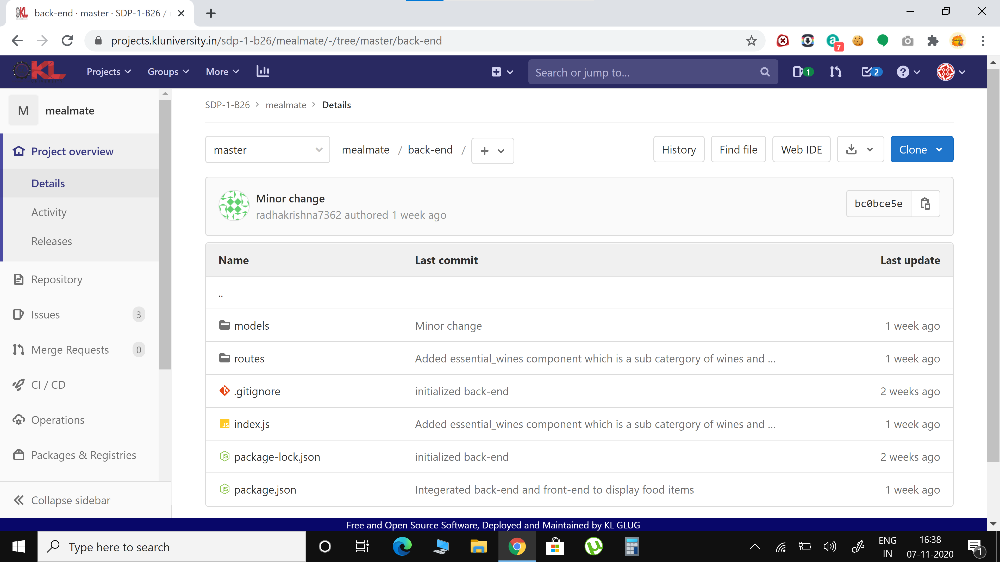 back-end · master · SDP-1-B26 /
projects.kluniversity.in/sdp-1-b26/mealmate/-/tree/master/back-end
7
KL
UNIVERSITY
Projects
Groups
More
Search or jump to...
1
2
M
mealmate
Project overview
Details
Activity
Releases
Repository
Issues
3
Merge Requests
0
CI / CD
Operations
Packages & Registries
Collapse sidebar
SDP-1-B26 > mealmate > Details
master
mealmate / back-end /
History
Find file
Web IDE
Clone
Minor change
radhakrishna7362 authored 1 week ago
bc0bce5e
Name Last commit Last update
..
models Minor change 1 week ago
routes Added essential_wines component which is a sub catergory of wines and ... 1 week ago
.gitignore initialized back-end 2 weeks ago
JS index.js Added essential_wines component which is a sub catergory of wines and ... 1 week ago
JS package-lock.json initialized back-end 2 weeks ago
JS package.json Integerated back-end and front-end to display food items 1 week ago
Free and Open Source Software, Deployed and Maintained by KL GLUG
Type here to search
ENG
IN
16:38
07-11-2020
1